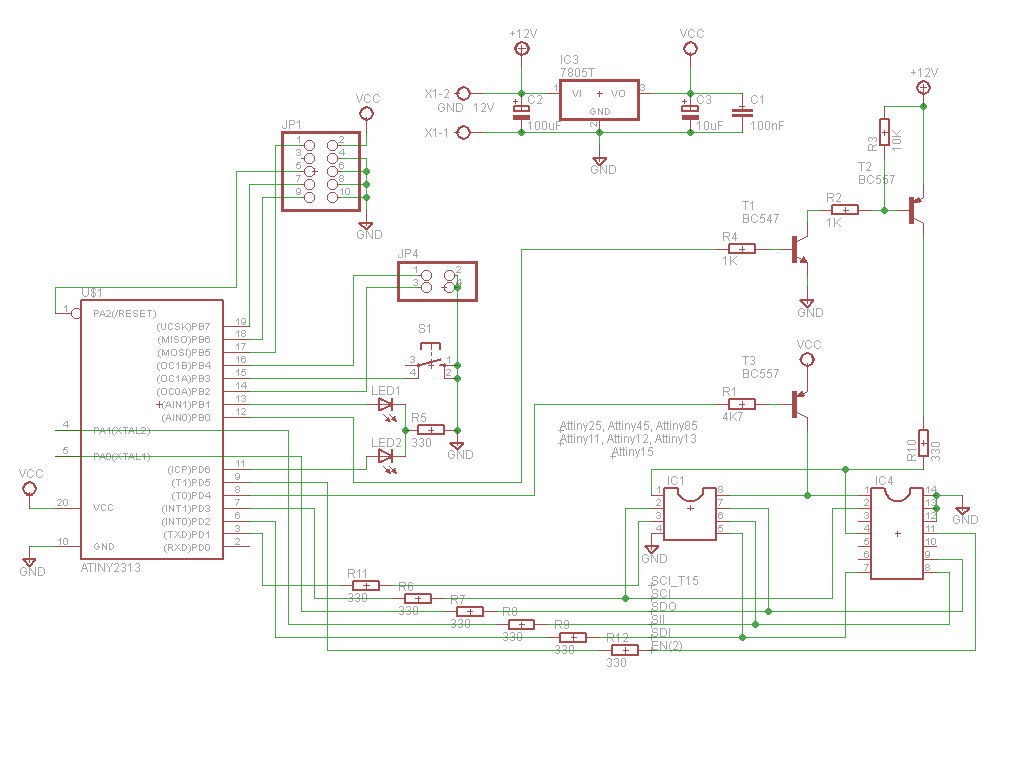 +12V
VCC
IC3
7805T
+12V
X1-2
GND 12V
X1-1
1
VI
VO
GND
3
2
C2
100uF
C3
10uF
C1
100nF
VCC
JP1
1
2
3
4
5
6
7
8
9
10
GND
GND
R3
10K
T2
BC557
R2
1K
T1
BC547
R4
1K
GND
JP4
1
2
3
4
S1
3
1
4
2
T3
BC557
VCC
R1
4K7
LED1
LED2
R5
330
GND
Attiny25, Attiny45, Attiny85
Attiny11, Attiny12, Attiny13
Attiny15
R10
330
U$1
1
PA2(/RESET)
(UCSK)PB7
19
(MISO)PB6
18
(MOSI)PB5
17
(OC1B)PB4
16
(OC1A)PB3
15
(OC0A)PB2
14
(AIN1)PB1
13
(AIN0)PB0
12
4
PA1(XTAL2)
5
PA0(XTAL1)
(ICP)PD6
11
(T1)PD5
9
(T0)PD4
8
(INT1)PD3
7
(INT0)PD2
6
(TXD)PD1
3
(RXD)PD0
2
VCC
20
VCC
10
GND
GND
ATINY2313
IC1
1
8
2
7
3
6
4
5
GND
IC4
1
14
2
13
3
12
4
11
5
10
6
9
7
8
GND
R11
330
R6
330
R7
330
R8
330
R9
330
R12
330
SCI_T15
SCI
SDO
SII
SDI
EN(2)